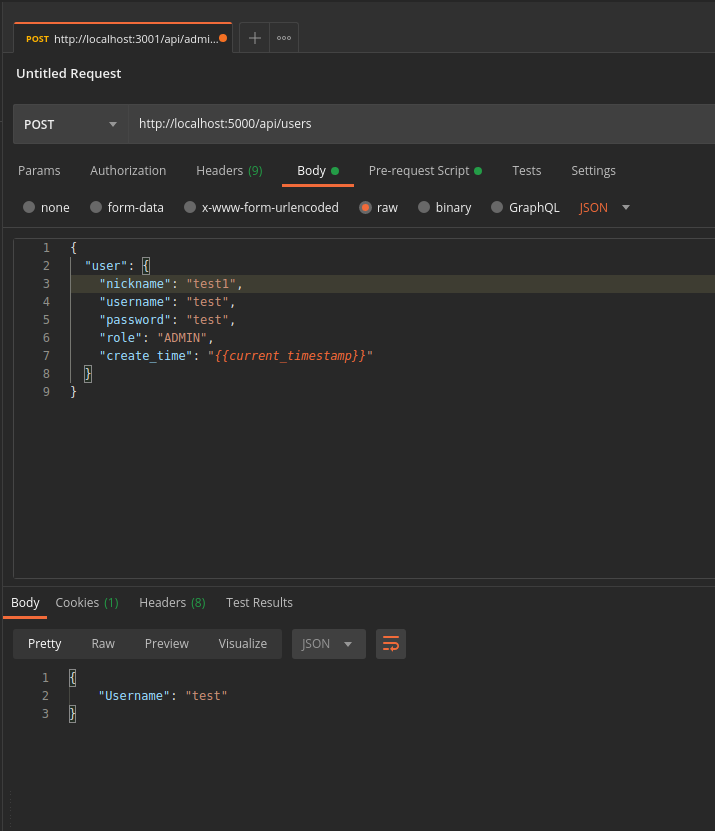 POST http://localhost:3001/api/admi...
Untitled Request
POST http://localhost:5000/api/users
Params Authorization Headers (9) Body Pre-request Script Tests Settings
none form-data x-www-form-urlencoded raw binary GraphQL JSON
1 {
2 "user": {
3 "nickname": "test1",
4 "username": "test",
5 "password": "test",
6 "role": "ADMIN",
7 "create_time": "{{current_timestamp}}"
8 }
9 }
Body Cookies (1) Headers (8) Test Results
Pretty Raw Preview Visualize JSON
1 {
2 "Username": "test"
3 }